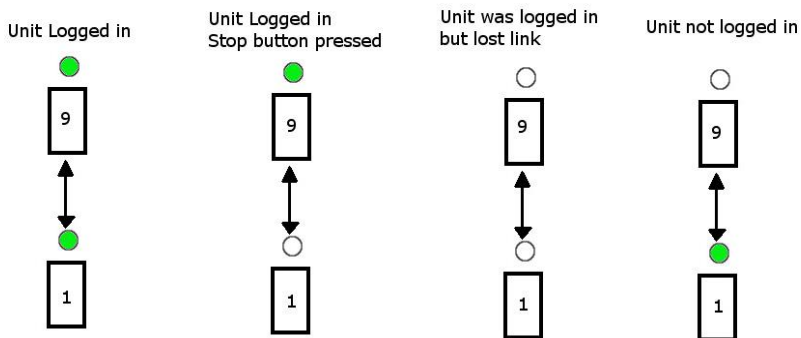 Unit Logged in
9
1
Unit Logged in
Stop button pressed
9
1
Unit was logged in
but lost link
9
1
Unit not logged in
9
1